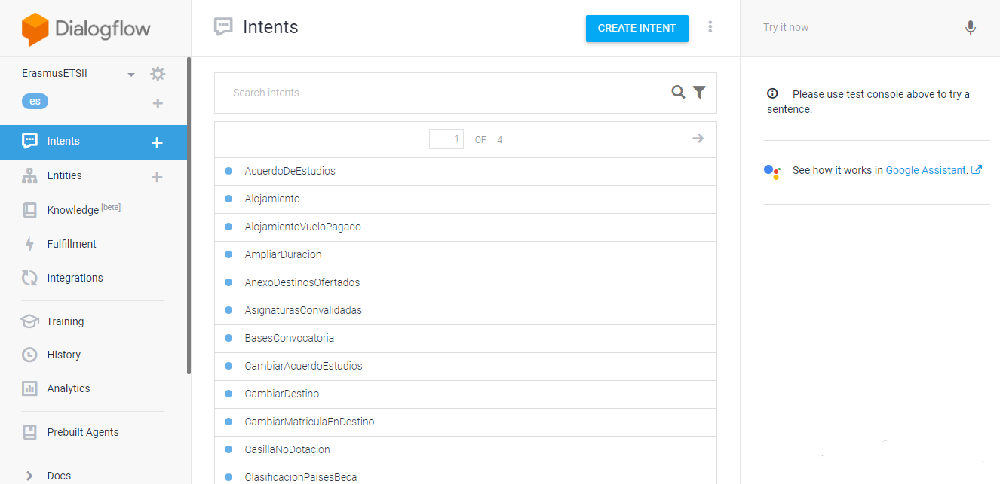 Dialogflow
ErasmusETSII
es
Intents
Entities
Knowledge [beta]
Fulfillment
Integrations
Training
History
Analytics
Prebuilt Agents
Docs
Intents
CREATE INTENT
Search intents
1 OF 4
AcuerdoDeEstudios
Alojamiento
AlojamientoVueloPagado
AmpliarDuracion
AnexoDestinosOfertados
AsignaturasConvalidadas
BasesConvocatoria
CambiarAcuerdoEstudios
CambiarDestino
CambiarMatriculaEnDestino
CasillaNoDotacion
ClasificacionPaisesBeca
Try it now
Please use test console above to try a
sentence.
See how it works in Google Assistant.